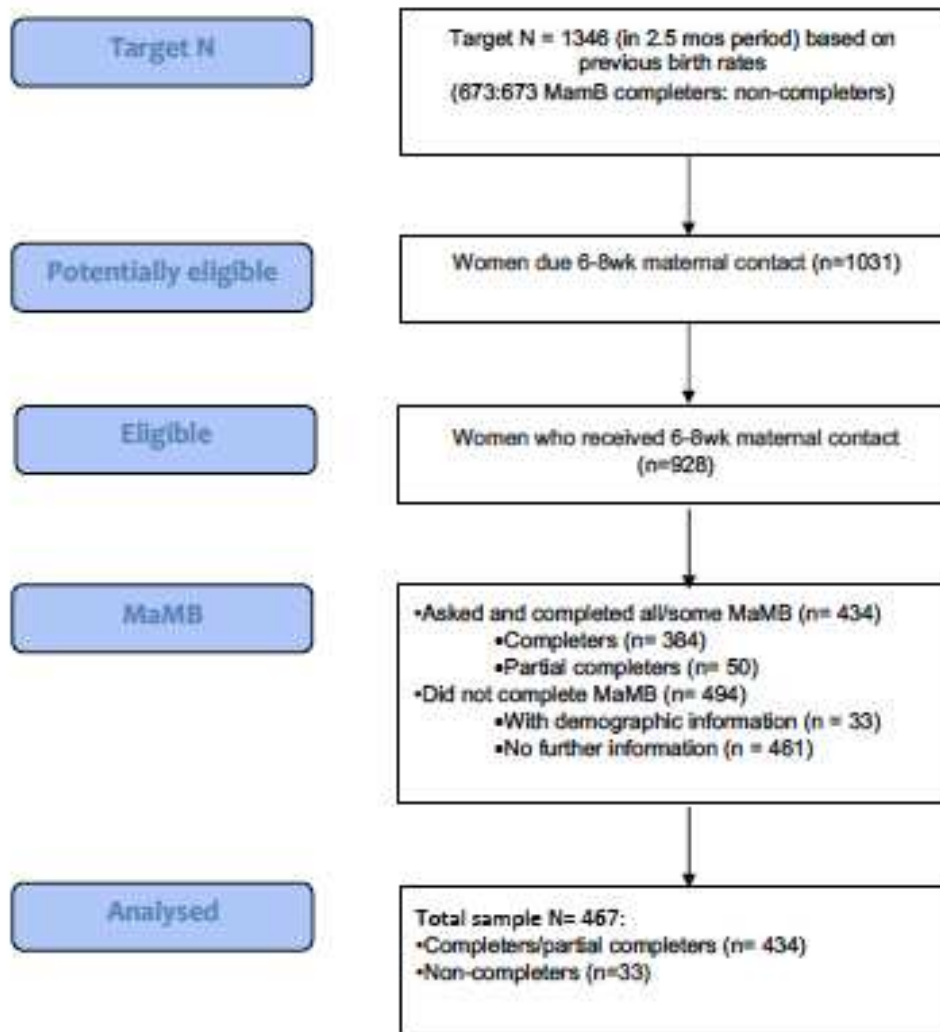 Target N
Target N = 1346 (in 2.5 mos period) based on
previous birth rates
(673:673 MamB completers: non-completers)
Potentially eligible
Women due 6-8wk maternal contact (n=1031)
Eligible
Women who received 6-8wk maternal contact
(n=928)
MaMB
•Asked and completed all/some MaMB (n= 434)
•Completers (n= 384)
•Partial completers (n= 50)
•Did not complete MaMB (n= 494)
•With demographic information (n = 33)
•No further information (n = 461)
Analysed
Total sample N= 467:
•Completers/partial completers (n= 434)
•Non-completers (n=33)